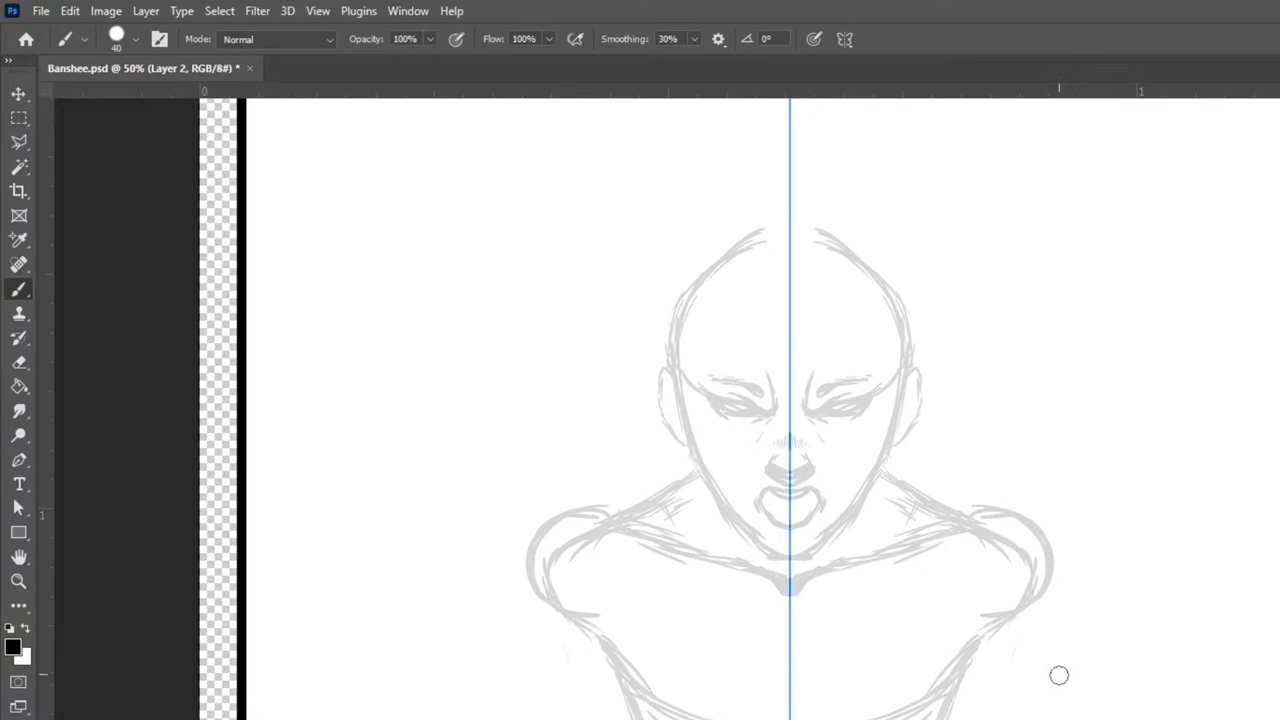 Ps File Edit Image Layer Type Select Filter 3D View Plugins Window Help
40 Mode: Normal Opacity: 100% Flow: 100% Smoothing: 30% 0°
Banshee.psd @ 50% (Layer 2, RGB/8#) * ×
0 1
1
T